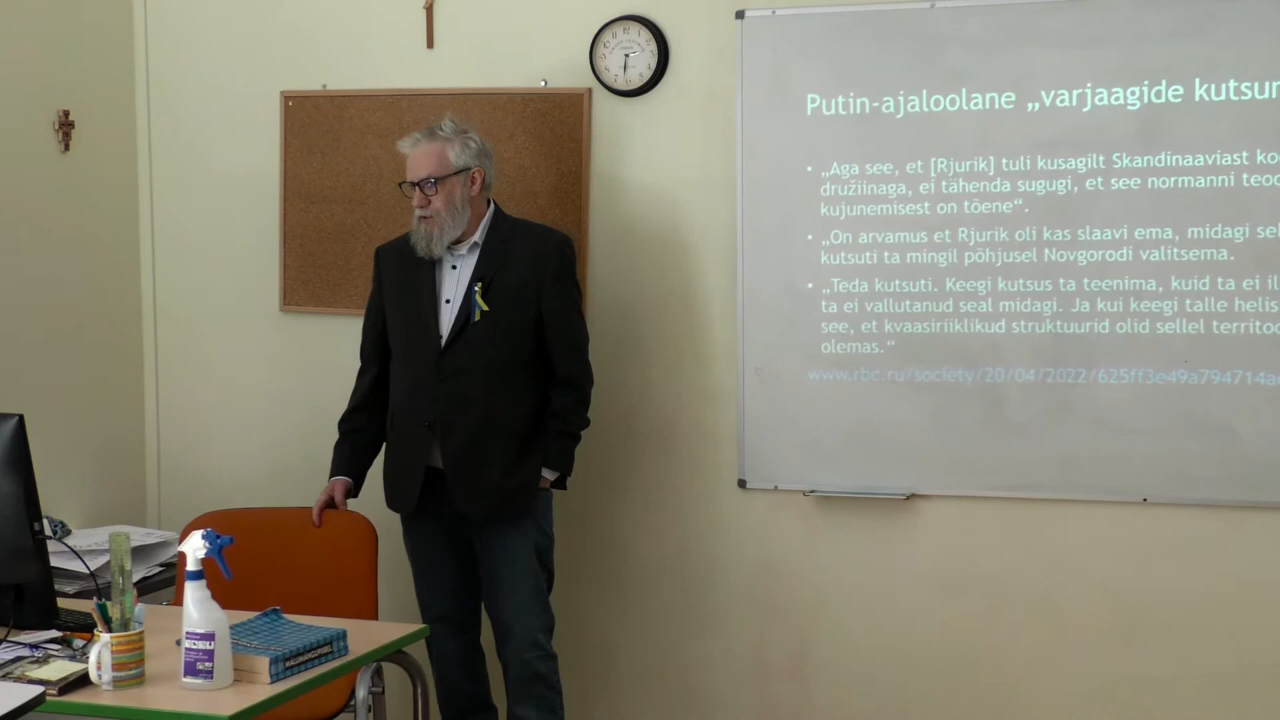 Putin-ajaloolane „varjaagide kutsun
„Aga see, et [Rjurik] tuli kusagilt Skandinaaviast ko
družiinaga, ei tähenda sugugi, et see normanni teoo
kujunemisest on tõene“.
„On arvamus et Rjurik oli kas slaavi ema, midagi sel
kutsuti ta mingil põhjusel Novgorodi valitsema.
„Teda kutsuti. Keegi kutsus ta teenima, kuid ta ei il
ta ei vallutanud seal midagi. Ja kui keegi talle helis
see, et kvaasiriiklikud struktuurid olid sellel territoo
olemas.“
www.rbc.ru/society/20/04/2022/625ff3e49a794714a